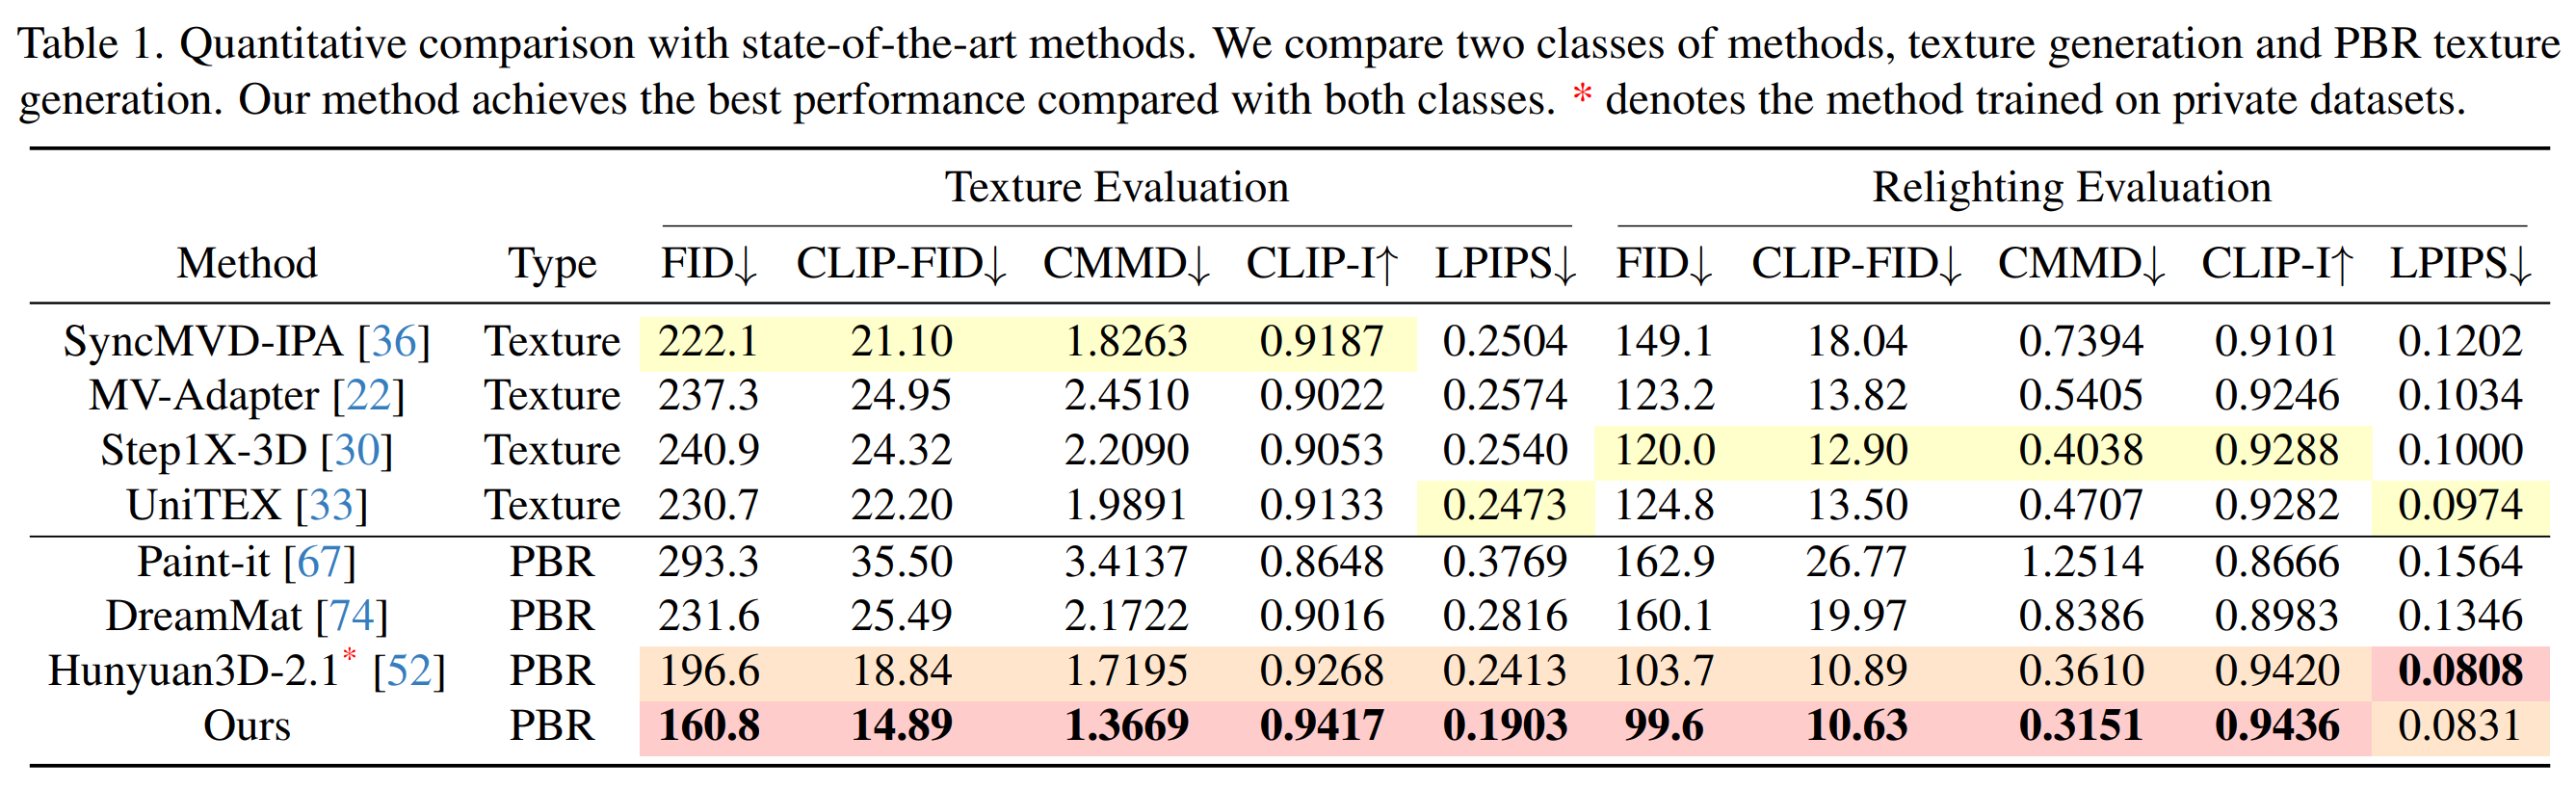 Table 1. Quantitative comparison with state-of-the-art methods. We compare two classes of methods, texture generation and PBR texture
generation. Our method achieves the best performance compared with both classes. * denotes the method trained on private datasets.
Texture Evaluation Relighting Evaluation
Method Type FID↓ CLIP-FID↓ CMMD↓ CLIP-I↑ LPIPS↓ FID↓ CLIP-FID↓ CMMD↓ CLIP-I↑ LPIPS↓
SyncMVD-IPA [36] Texture 222.1 21.10 1.8263 0.9187 0.2504 149.1 18.04 0.7394 0.9101 0.1202
MV-Adapter [22] Texture 237.3 24.95 2.4510 0.9022 0.2574 123.2 13.82 0.5405 0.9246 0.1034
Step1X-3D [30] Texture 240.9 24.32 2.2090 0.9053 0.2540 120.0 12.90 0.4038 0.9288 0.1000
UniTEX [33] Texture 230.7 22.20 1.9891 0.9133 0.2473 124.8 13.50 0.4707 0.9282 0.0974
Paint-it [67] PBR 293.3 35.50 3.4137 0.8648 0.3769 162.9 26.77 1.2514 0.8666 0.1564
DreamMat [74] PBR 231.6 25.49 2.1722 0.9016 0.2816 160.1 19.97 0.8386 0.8983 0.1346
Hunyuan3D-2.1* [52] PBR 196.6 18.84 1.7195 0.9268 0.2413 103.7 10.89 0.3610 0.9420 0.0808
Ours PBR 160.8 14.89 1.3669 0.9417 0.1903 99.6 10.63 0.3151 0.9436 0.0831